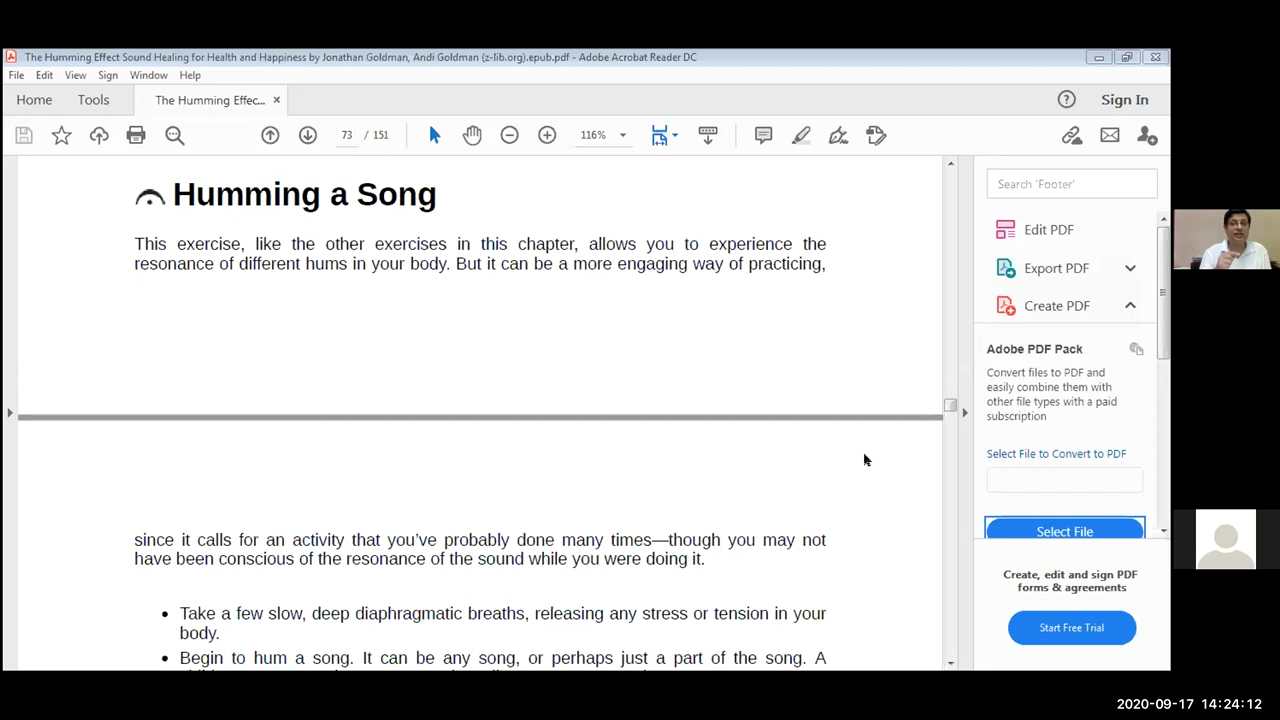 The Humming Effect Sound Healing for Health and Happiness by Jonathan Goldman, Andi Goldman (z-lib.org).epub.pdf - Adobe Acrobat Reader DC
File Edit View Sign Window Help
Home Tools The Humming Effec... × Sign In
73 / 151 116%
Humming a Song
This exercise, like the other exercises in this chapter, allows you to experience the
resonance of different hums in your body. But it can be a more engaging way of practicing,
since it calls for an activity that you've probably done many times—though you may not
have been conscious of the resonance of the sound while you were doing it.
• Take a few slow, deep diaphragmatic breaths, releasing any stress or tension in your
body.
• Begin to hum a song. It can be any song, or perhaps just a part of the song. A
Search 'Footer'
Edit PDF
Export PDF
Create PDF
Adobe PDF Pack
Convert files to PDF and
easily combine them with
other file types with a paid
subscription
Select File to Convert to PDF
Select File
Create, edit and sign PDF
forms & agreements
Start Free Trial
2020-09-17 14:24:12